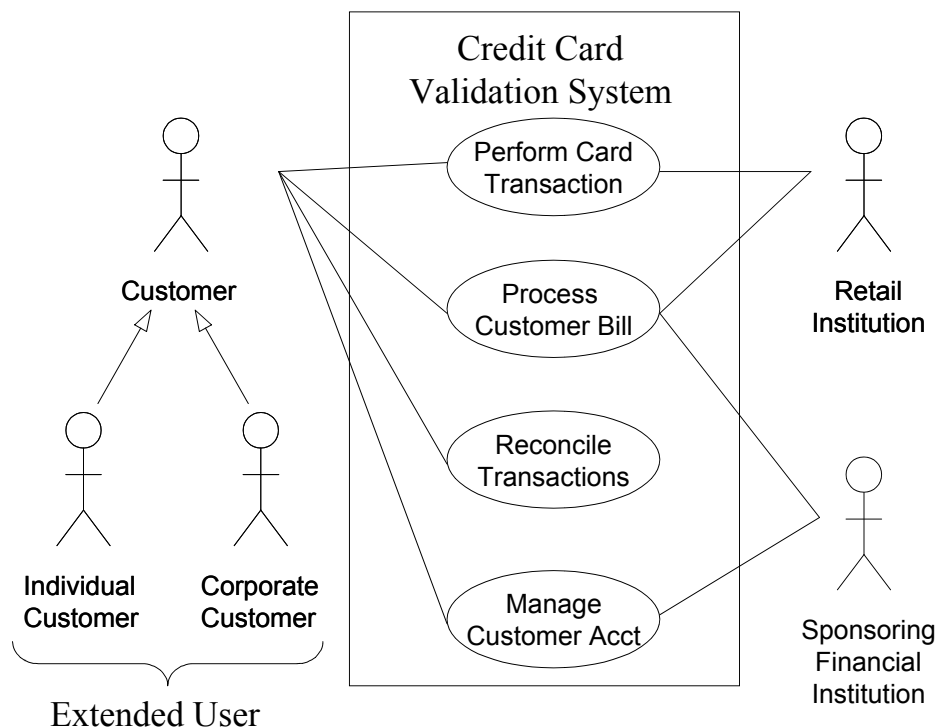 Credit Card
Validation System
Perform Card
Transaction
Customer
Process
Customer Bill
Retail
Institution
Reconcile
Transactions
Individual
Customer
Corporate
Customer
Manage
Customer Acct
Sponsoring
Financial
Institution
Extended User